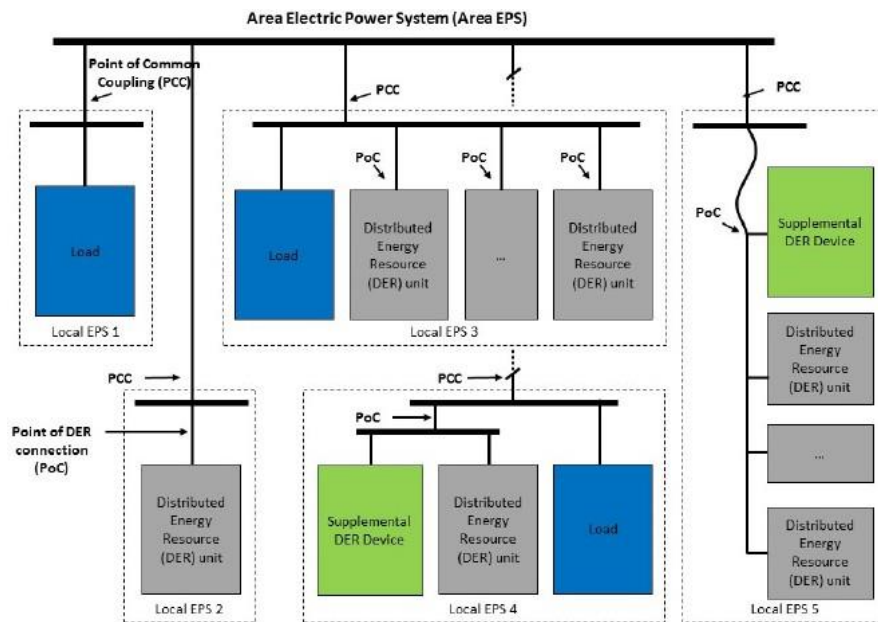 Area Electric Power System (Area EPS)
Point of Common
Coupling (PCC)
PCC
PCC
PoC
PoC
PoC
Load
Load
Distributed
Energy
Resource
(DER) unit
...
Distributed
Energy
Resource
(DER) unit
PoC
Supplemental
DER Device
Local EPS 1
Local EPS 3
Distributed
Energy
Resource
(DER) unit
PCC
PCC
PoC
Point of DER
connection
(PoC)
...
Distributed
Energy
Resource
(DER) unit
Supplemental
DER Device
Distributed
Energy
Resource
(DER) unit
Load
Distributed
Energy
Resource
(DER) unit
Local EPS 2
Local EPS 4
Local EPS 5